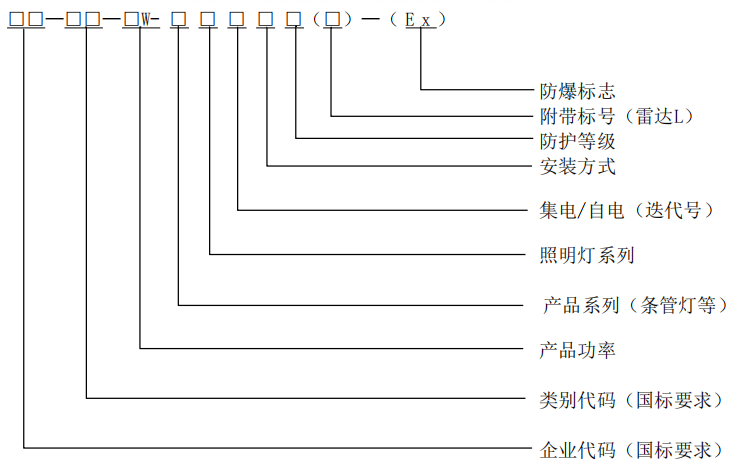 □□—□□—□W-□□□□□(□)—(Ex)
防爆标志
附带标号（雷达L）
防护等级
安装方式
集电/自电（迭代号）
照明灯系列
产品系列（条管灯等）
产品功率
类别代码（国标要求）
企业代码（国标要求）